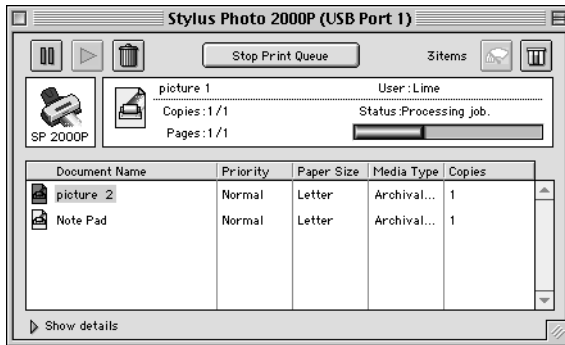 Stylus Photo 2000P (USB Port 1)
Stop Print Queue
3items
SP 2000P
picture 1
User:Lime
Copies:1/1
Status:Processing job.
Pages:1/1
Document Name Priority Paper Size Media Type Copies
picture 2 Normal Letter Archival... 1
Note Pad Normal Letter Archival... 1
Show details